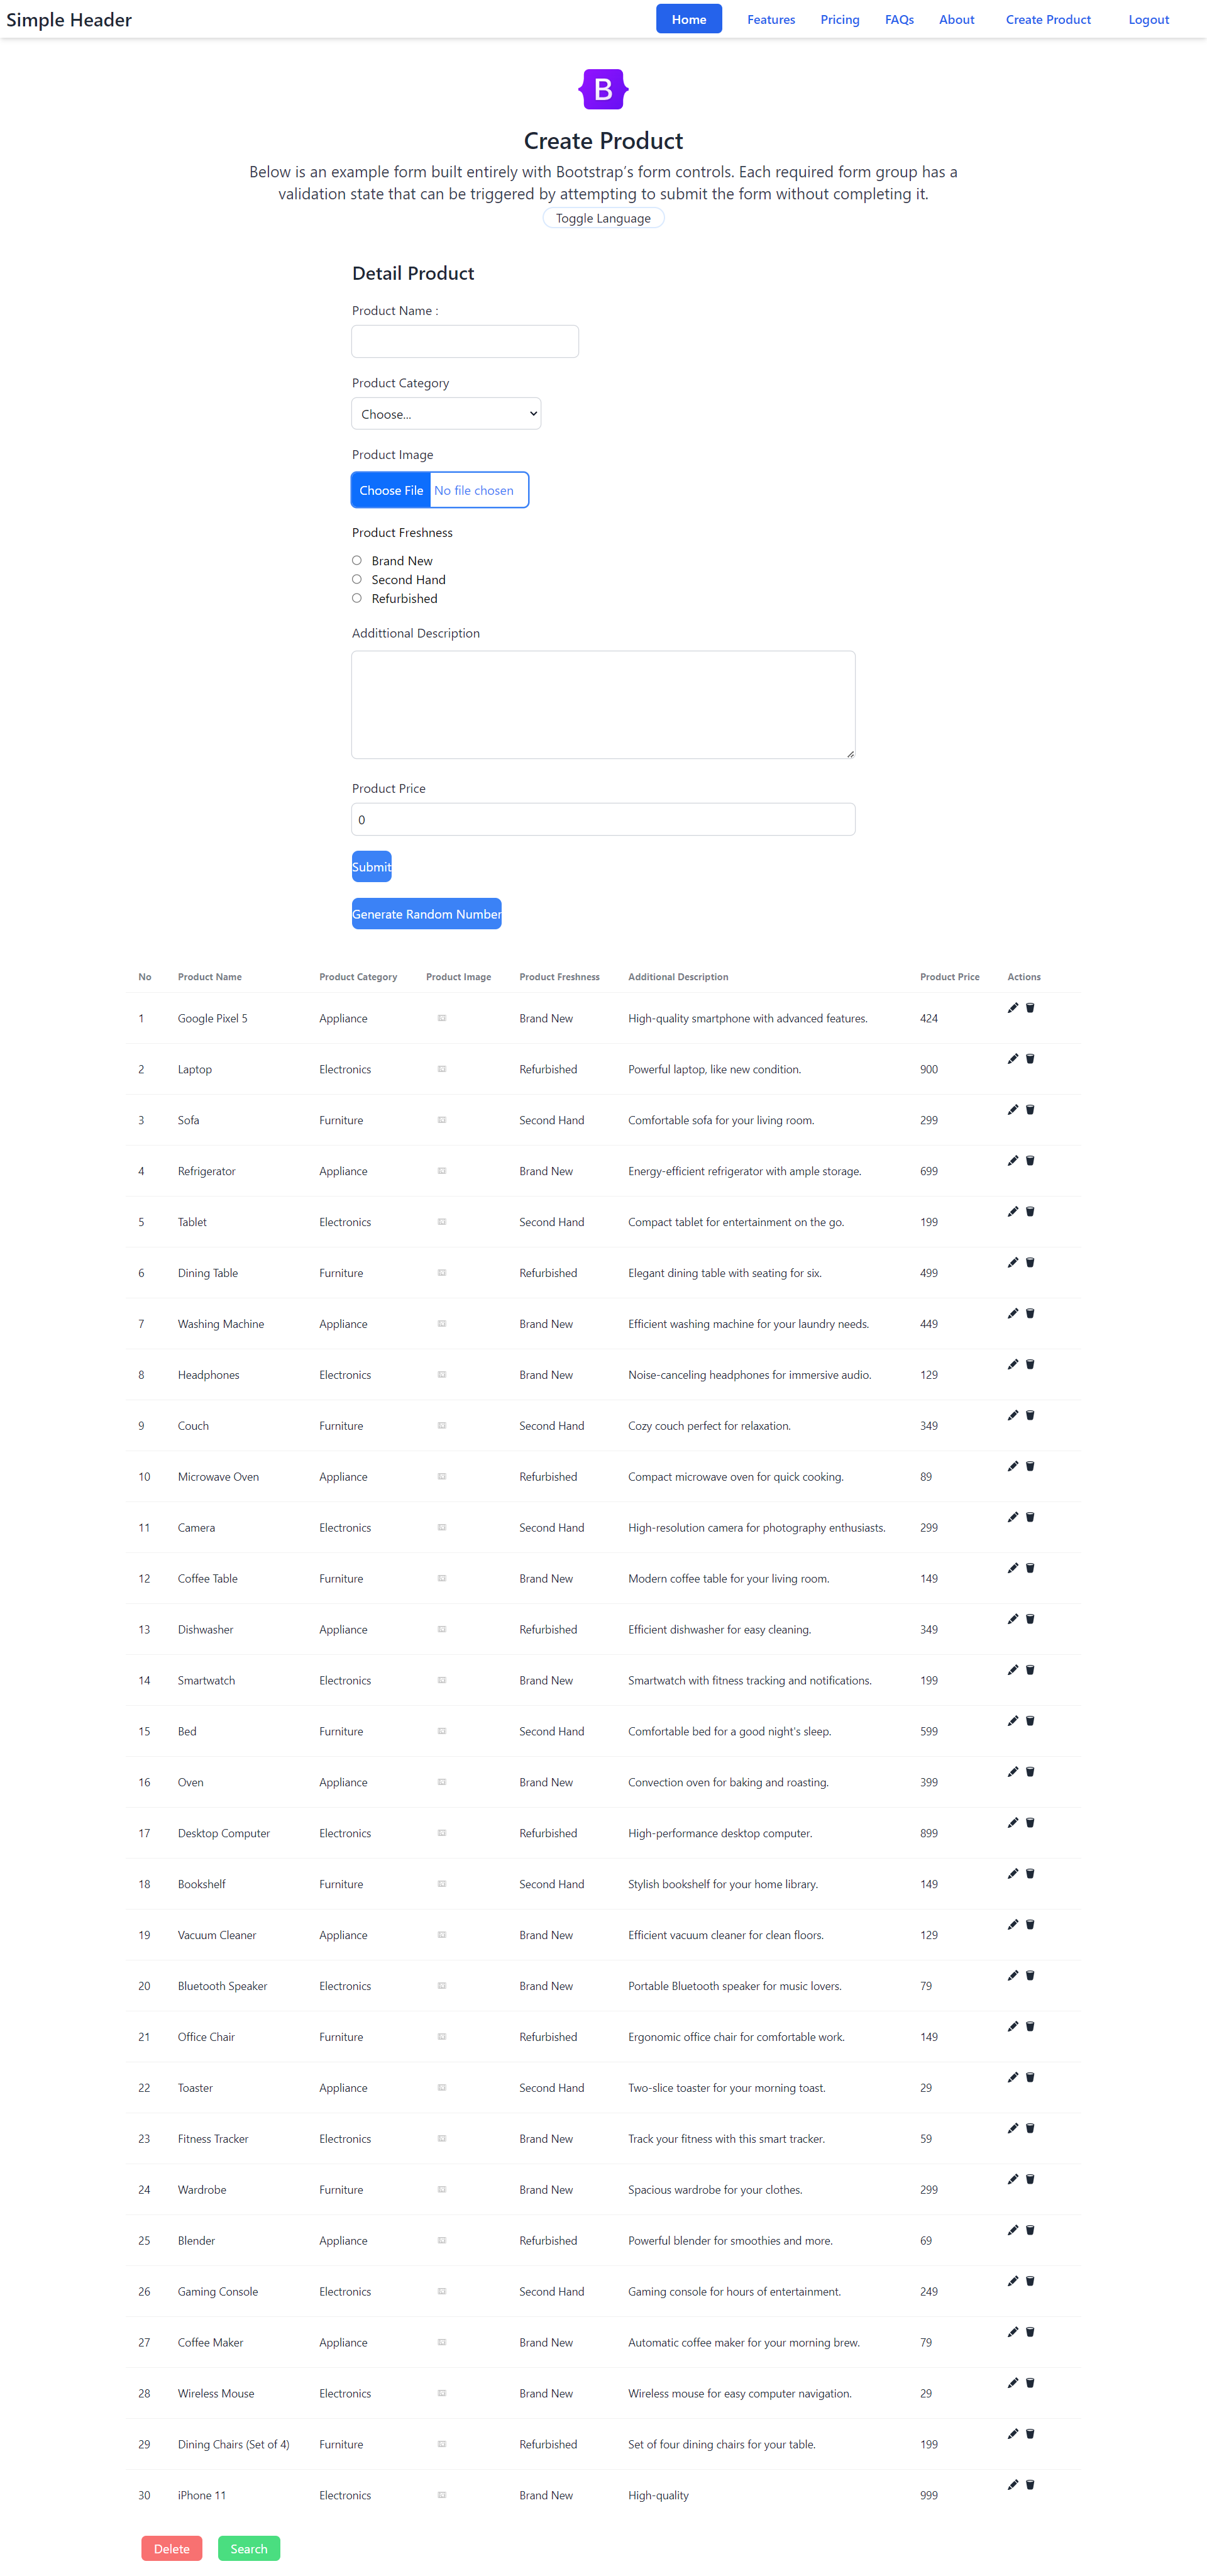 Simple Header
Home Features Pricing FAQs About Create Product Logout
B
Create Product
Below is an example form built entirely with Bootstrap’s form controls. Each required form group has a
validation state that can be triggered by attempting to submit the form without completing it.
Toggle Language
Detail Product
Product Name :
Product Category
Choose...
Product Image
Choose File No file chosen
Product Freshness
Brand New
Second Hand
Refurbished
Addittional Description
Product Price
0
Submit
Generate Random Number
No Product Name Product Category Product Image Product Freshness Additional Description Product Price Actions
1 Google Pixel 5 Appliance Brand New High-quality smartphone with advanced features. 424
2 Laptop Electronics Refurbished Powerful laptop, like new condition. 900
3 Sofa Furniture Second Hand Comfortable sofa for your living room. 299
4 Refrigerator Appliance Brand New Energy-efficient refrigerator with ample storage. 699
5 Tablet Electronics Second Hand Compact tablet for entertainment on the go. 199
6 Dining Table Furniture Refurbished Elegant dining table with seating for six. 499
7 Washing Machine Appliance Brand New Efficient washing machine for your laundry needs. 449
8 Headphones Electronics Brand New Noise-canceling headphones for immersive audio. 129
9 Couch Furniture Second Hand Cozy couch perfect for relaxation. 349
10 Microwave Oven Appliance Refurbished Compact microwave oven for quick cooking. 89
11 Camera Electronics Second Hand High-resolution camera for photography enthusiasts. 299
12 Coffee Table Furniture Brand New Modern coffee table for your living room. 149
13 Dishwasher Appliance Refurbished Efficient dishwasher for easy cleaning. 349
14 Smartwatch Electronics Brand New Smartwatch with fitness tracking and notifications. 199
15 Bed Furniture Second Hand Comfortable bed for a good night's sleep. 599
16 Oven Appliance Brand New Convection oven for baking and roasting. 399
17 Desktop Computer Electronics Refurbished High-performance desktop computer. 899
18 Bookshelf Furniture Second Hand Stylish bookshelf for your home library. 149
19 Vacuum Cleaner Appliance Brand New Efficient vacuum cleaner for clean floors. 129
20 Bluetooth Speaker Electronics Brand New Portable Bluetooth speaker for music lovers. 79
21 Office Chair Furniture Refurbished Ergonomic office chair for comfortable work. 149
22 Toaster Appliance Second Hand Two-slice toaster for your morning toast. 29
23 Fitness Tracker Electronics Brand New Track your fitness with this smart tracker. 59
24 Wardrobe Furniture Brand New Spacious wardrobe for your clothes. 299
25 Blender Appliance Refurbished Powerful blender for smoothies and more. 69
26 Gaming Console Electronics Second Hand Gaming console for hours of entertainment. 249
27 Coffee Maker Appliance Brand New Automatic coffee maker for your morning brew. 79
28 Wireless Mouse Electronics Brand New Wireless mouse for easy computer navigation. 29
29 Dining Chairs (Set of 4) Furniture Refurbished Set of four dining chairs for your table. 199
30 iPhone 11 Electronics Brand New High-quality 999
Delete Search